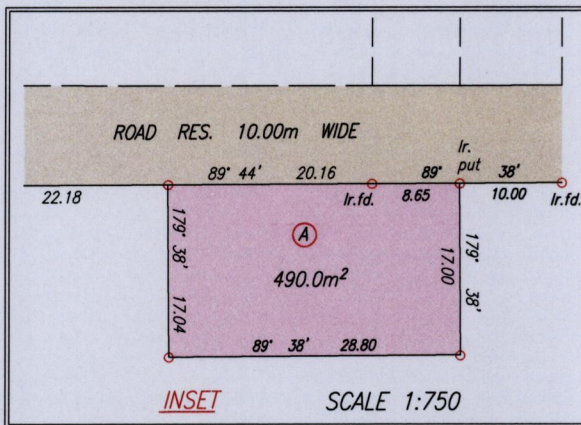 ROAD RES. 10.00m WIDE
Ir.
put
89° 44' 20.16 89° 38'
22.18 Ir.fd. 8.65 10.00 Ir.fd.
A
490.0m²
179° 38' 17.04
17.00 179° 38'
89° 38' 28.80
INSET SCALE 1:750